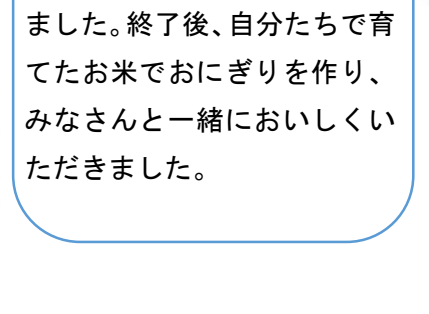 ました。終了後、自分たちで育
てたお米でおにぎりを作り、
みなさんと一緒においしくい
ただきました。